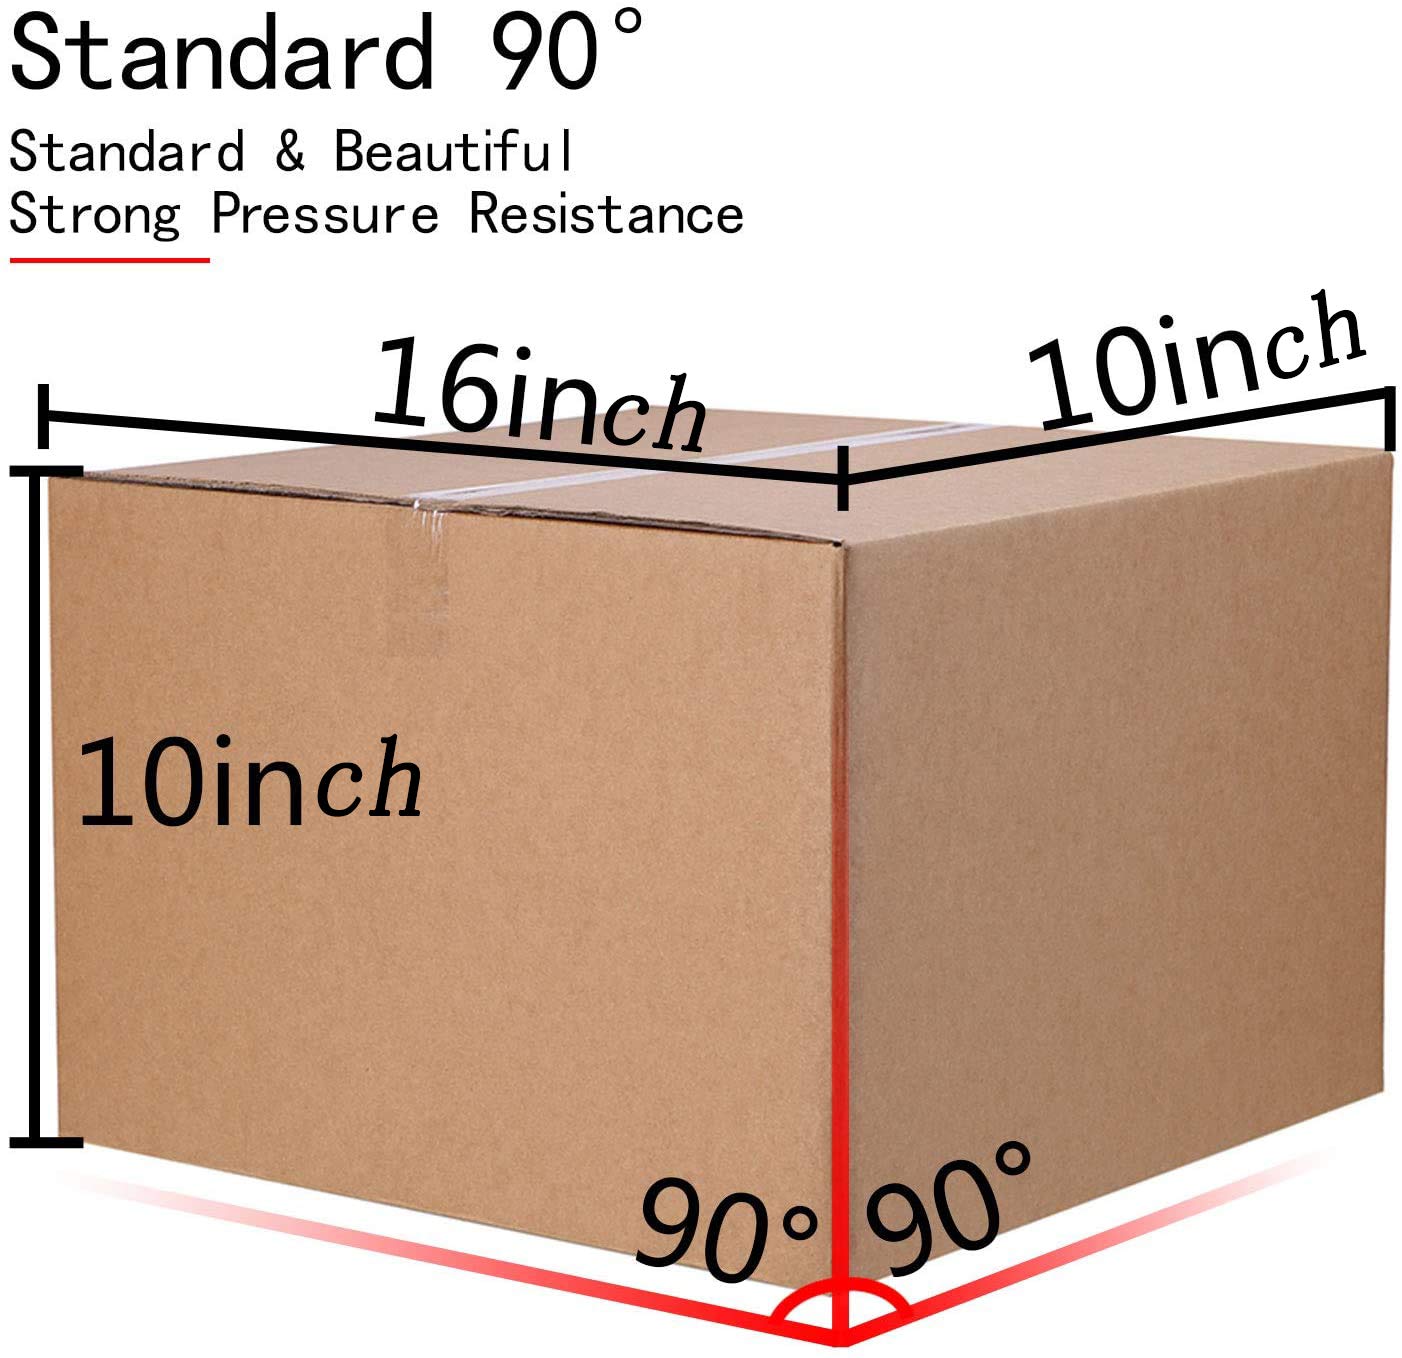 Standard 90°
Standard & Beautiful
Strong Pressure Resistance
16inch
10inch
10inch
90°
90°